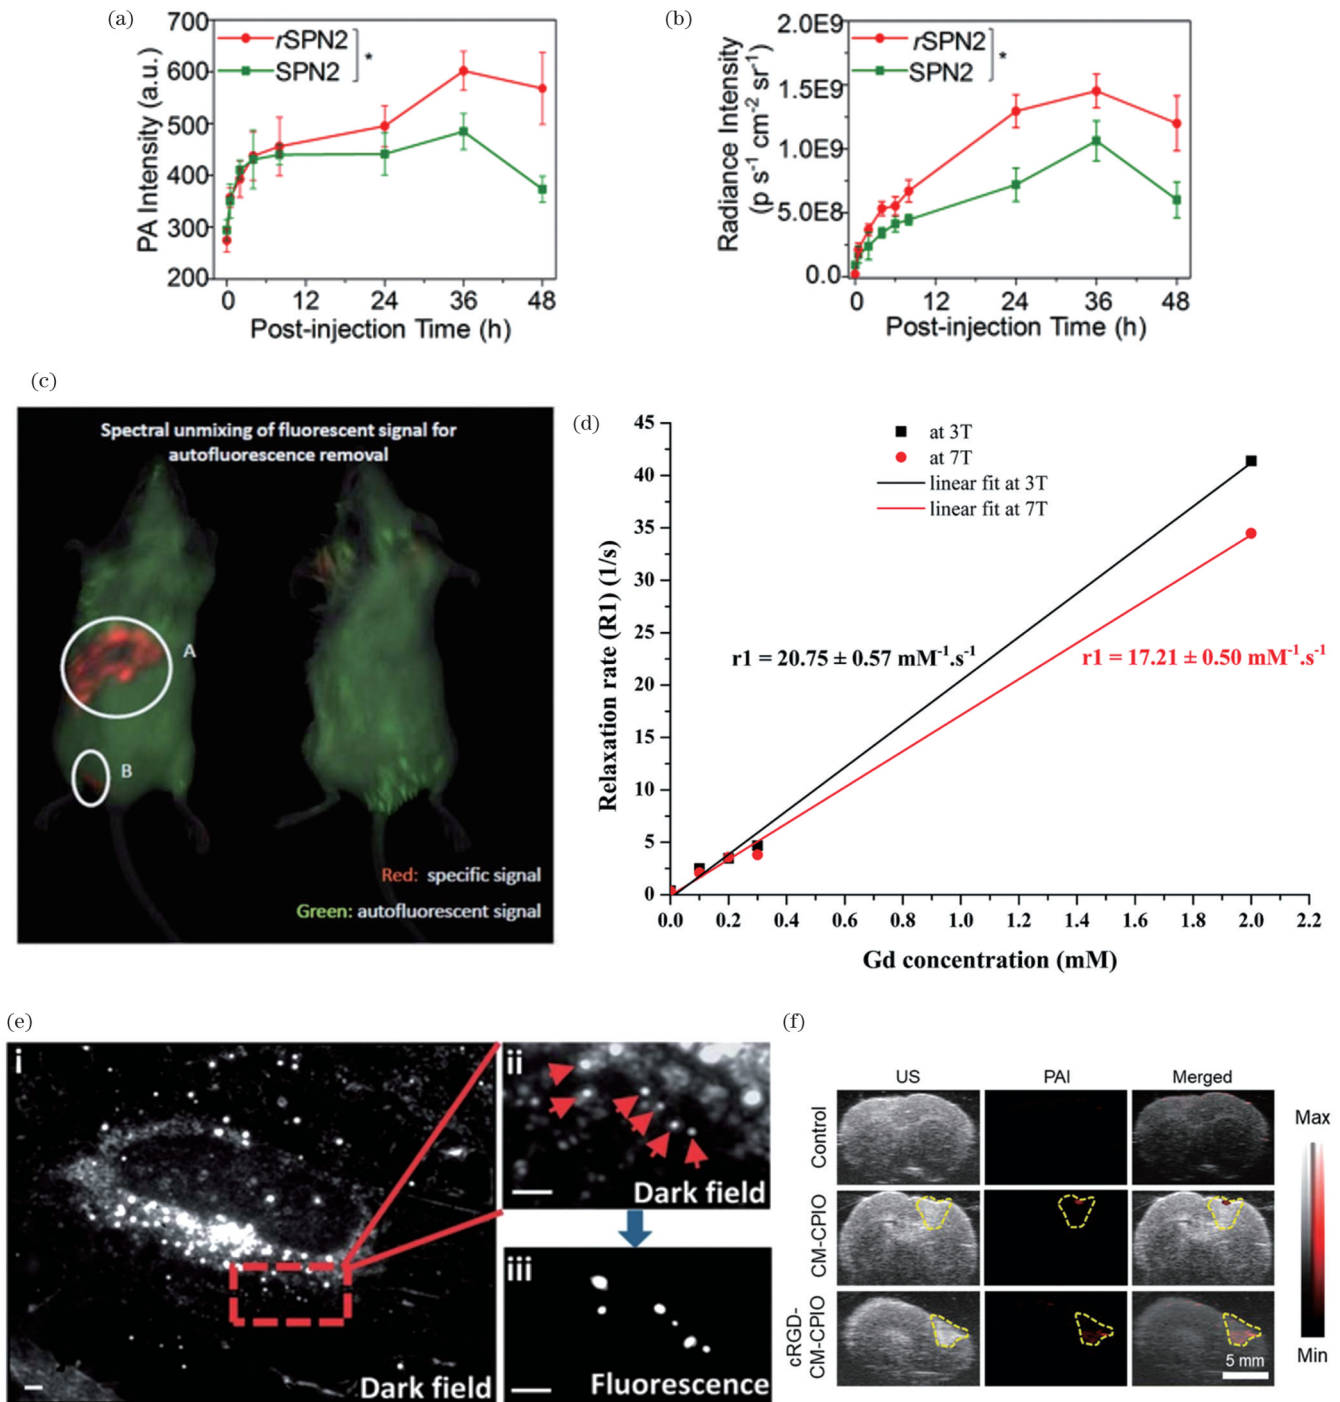 (a)
700
600
500
400
300
200
PA Intensity (a.u.)
rSPN2
SPN2
*
0
12
24
36
48
Post-injection Time (h)
(b)
2.0E9
1.5E9
1.0E9
5.0E8
0.0
Radiance Intensity
(p s⁻¹ cm⁻² sr⁻¹)
rSPN2
SPN2
*
0
12
24
36
48
Post-injection Time (h)
(c)
Spectral unmixing of fluorescent signal for
autofluorescence removal
A
B
Red: specific signal
Green: autofluorescent signal
(d)
45
40
35
30
25
20
15
10
5
0
Relaxation rate (R1) (1/s)
at 3T
at 7T
linear fit at 3T
linear fit at 7T
r1 = 20.75 ± 0.57 mM⁻¹.s⁻¹
r1 = 17.21 ± 0.50 mM⁻¹.s⁻¹
0.0 0.2 0.4 0.6 0.8 1.0 1.2 1.4 1.6 1.8 2.0 2.2
Gd concentration (mM)
(e)
i
Dark field
ii
Dark field
iii
Fluorescence
(f)
US PAI Merged
Control
CM-CPIO
cRGD-
CM-CPIO
5 mm
Max
Min